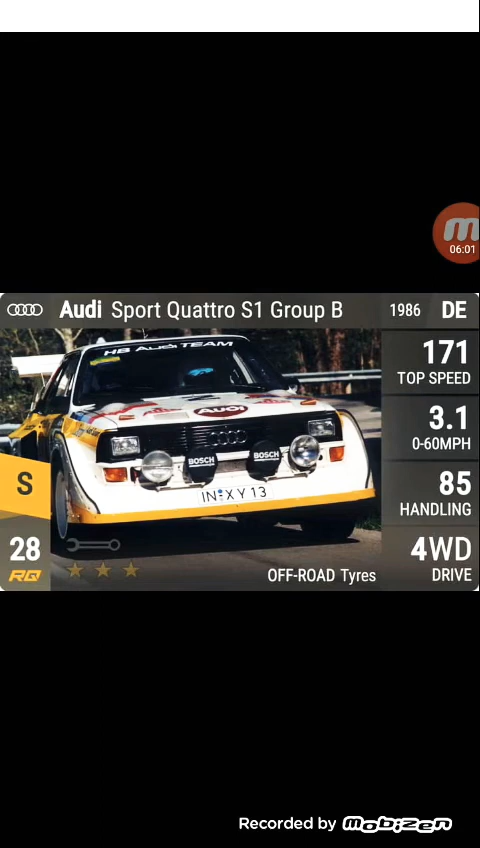 06:01
Audi Sport Quattro S1 Group B 1986 DE
HB Audi TEAM
171
TOP SPEED
3.1
0-60MPH
Audi
BOSCH
BOSCH
85
HANDLING
S
IN·XY 13
28
RQ
4WD
DRIVE
OFF-ROAD Tyres
Recorded by Mobizen